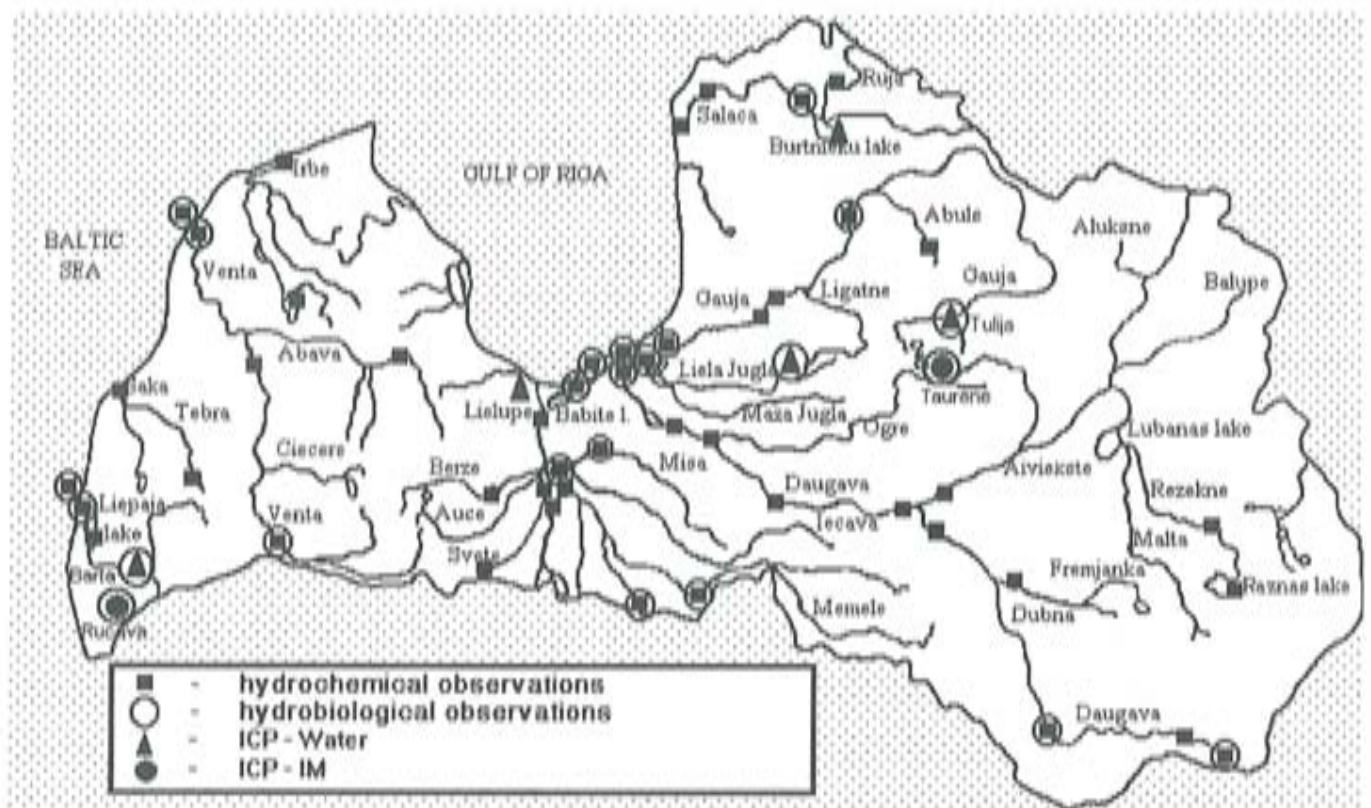 Ruja
Salaca
Burtnieku lake
Irbe
GULF OF RIGA
Abule
Aluksne
BALTIC
SEA
Venta
Gauja
Balupe
Gauja
Ligatne
Tulija
Abava
Liela Jugla
Taurene
Saka
Tebra
Lielupe
Babite l.
Maza Jugla
Ogre
Lubanas lake
Ciecere
Berze
Misa
Aiviekste
Liepaja
lake
Venta
Auce
Daugava
Iecava
Rezekne
Malta
Svete
Barta
Fremjanka
Raznas lake
Rucava
Memele
Dubna
Daugava
- hydrochemical observations
- hydrobiological observations
- ICP - Water
- ICP - IM